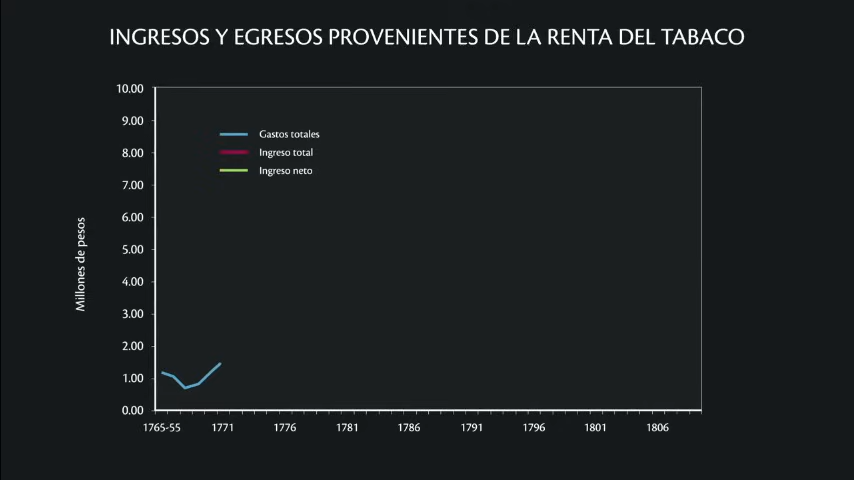 INGRESOS Y EGRESOS PROVENIENTES DE LA RENTA DEL TABACO
10.00
9.00
8.00
7.00
6.00
5.00
4.00
3.00
2.00
1.00
0.00
Millones de pesos
Gastos totales
Ingreso total
Ingreso neto
1765-55 1771 1776 1781 1786 1791 1796 1801 1806